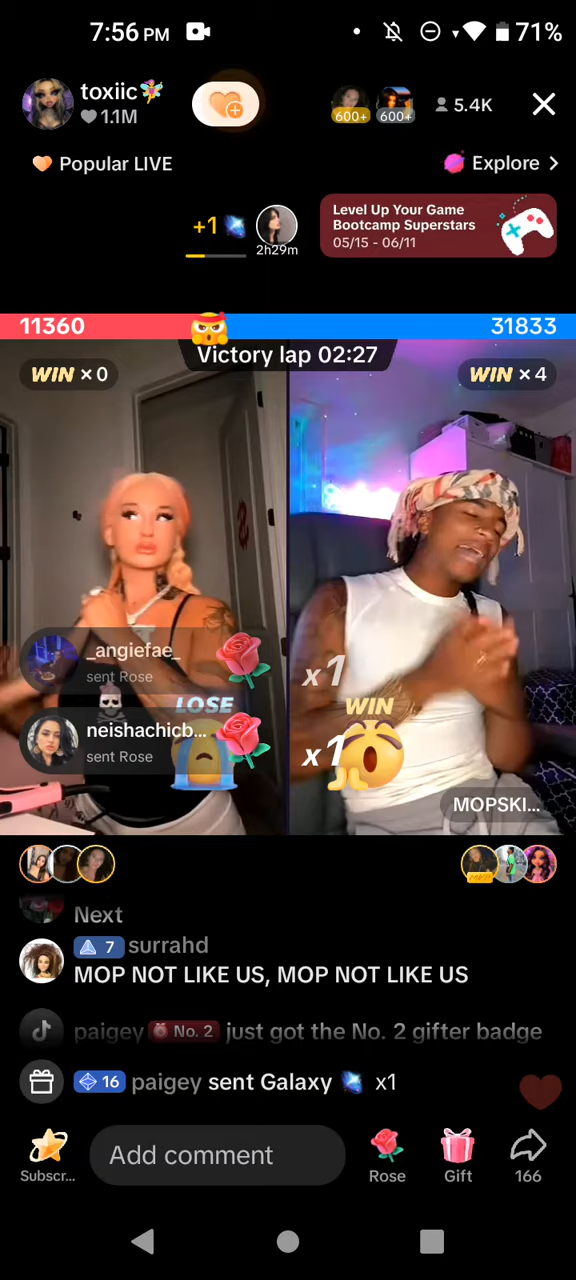 7:56 PM
71%
toxiic
1.1M
600+
600+
5.4K
Popular LIVE
Explore >
+1
2h29m
Level Up Your Game
Bootcamp Superstars
05/15 - 06/11
11360
31833
Victory lap 02:27
WIN × 0
WIN × 4
_angiefae_
sent Rose
x1
LOSE
WIN
neishachicb...
sent Rose
x1
MOPSKI...
Next
7 surrahd
MOP NOT LIKE US, MOP NOT LIKE US
paigey No. 2 just got the No. 2 gifter badge
16 paigey sent Galaxy x1
Add comment
Subscr...
Rose
Gift
166